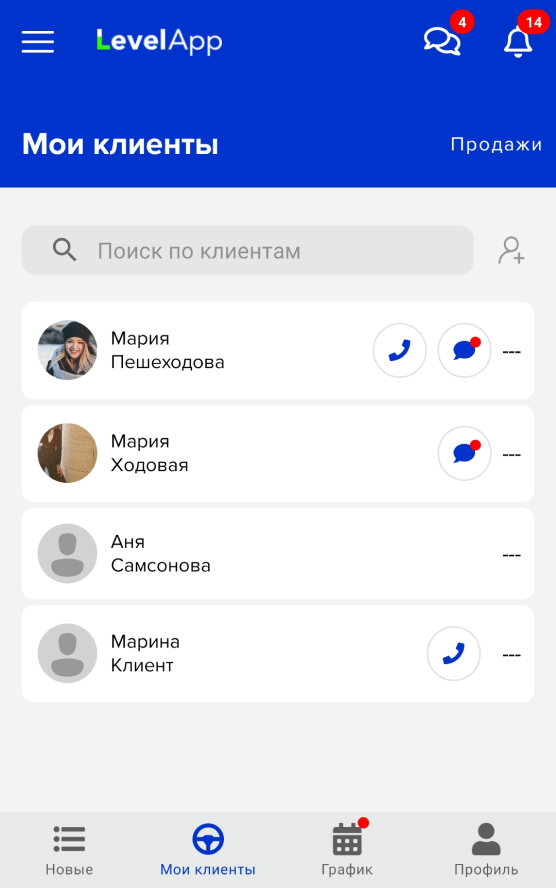 LevelApp
4
14
Мои клиенты
Продажи
Поиск по клиентам
Мария
Пешеходова
---
Мария
Ходовая
---
Аня
Самсонова
---
Марина
Клиент
---
Новые
Мои клиенты
График
Профиль